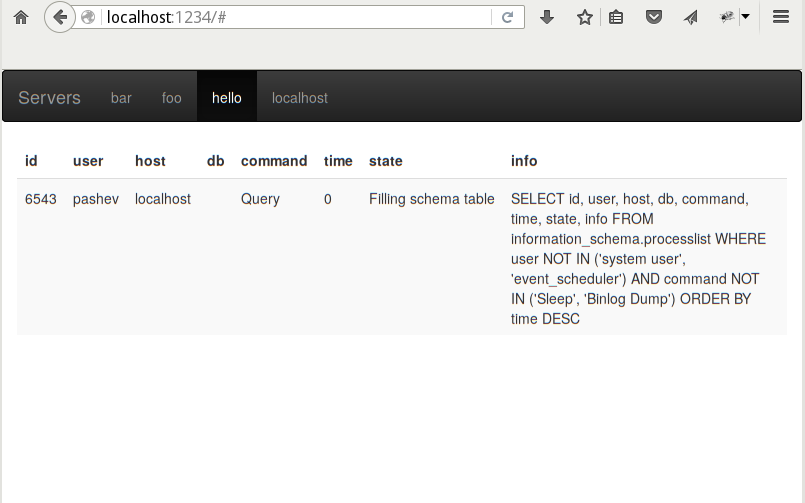 localhost:1234/#
Servers bar foo hello localhost
id user host db command time state info
6543 pashev localhost Query 0 Filling schema table SELECT id, user, host, db, command,
time, state, info FROM
information_schema.processlist WHERE
user NOT IN ('system user',
'event_scheduler') AND command NOT
IN ('Sleep', 'Binlog Dump') ORDER BY
time DESC